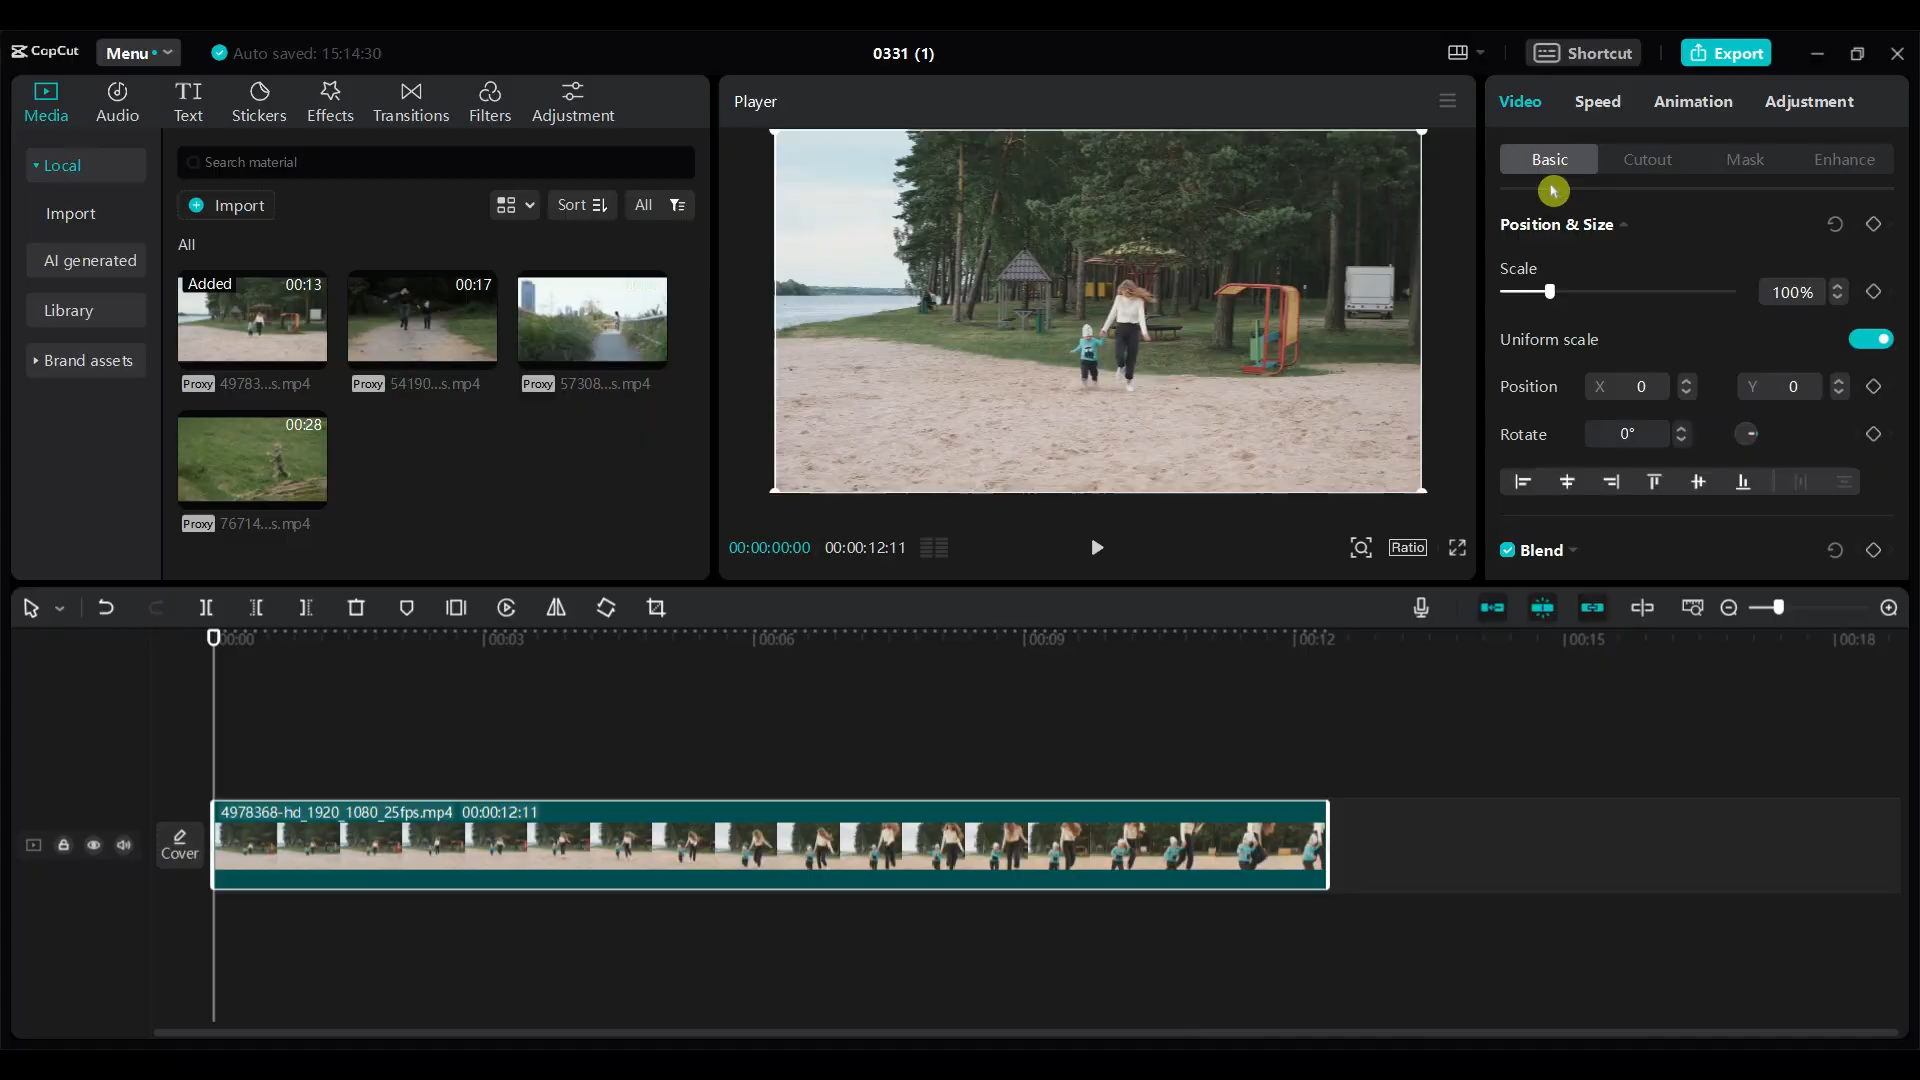 CapCut
Menu
Auto saved: 15:14:30
0331 (1)
Shortcut
Export
Media
Audio
TI
Text
Stickers
Effects
Transitions
Filters
Adjustment
Local
Import
AI generated
Library
Brand assets
Search material
Import
Sort
All
All
Added
00:13
00:17
Proxy 49783...s.mp4
Proxy 54190...s.mp4
Proxy 57308...s.mp4
00:28
Proxy 76714...s.mp4
Player
00:00:00:00
00:00:12:11
Ratio
Video
Speed
Animation
Adjustment
Basic
Cutout
Mask
Enhance
Position & Size
Scale
100%
Uniform scale
Position
X 0
Y 0
Rotate
0°
Blend
00:00
00:03
00:06
00:09
00:12
00:15
00:18
4978368-hd_1920_1080_25fps.mp4 00:00:12:11
Cover